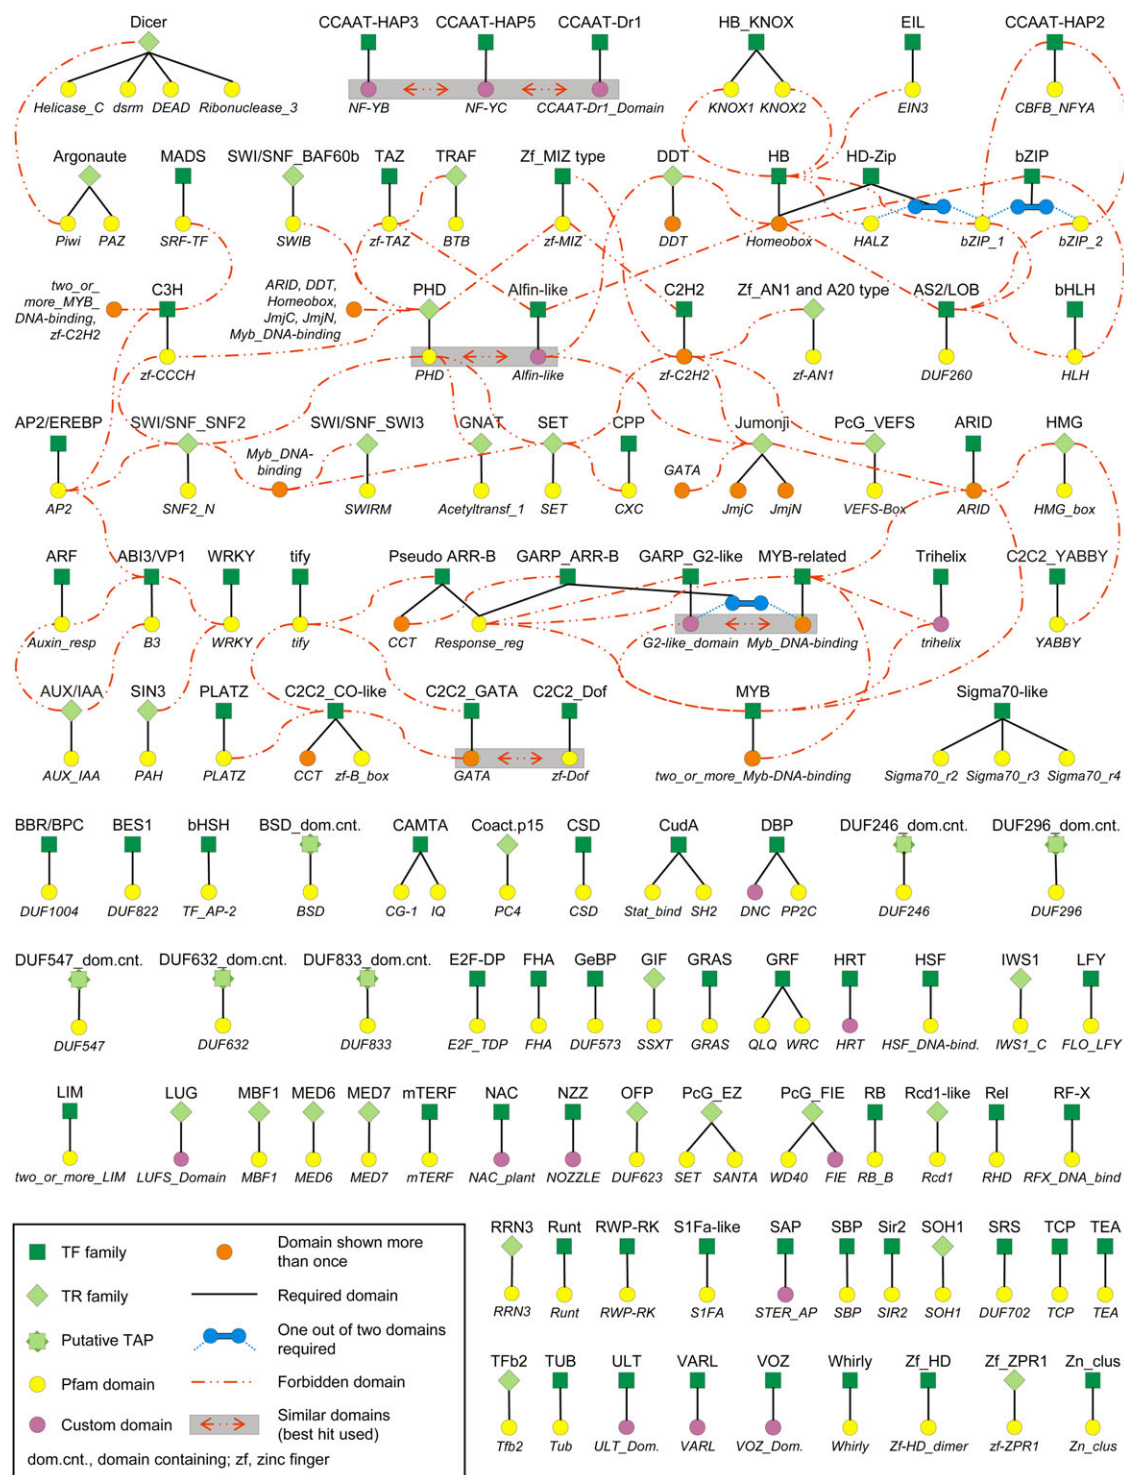 Dicer CCAAT-HAP3 CCAAT-HAP5 CCAAT-Dr1 HB_KNOX EIL CCAAT-HAP2
Helicase_C dsrm DEAD Ribonuclease_3 NF-YB NF-YC CCAAT-Dr1_Domain KNOX1 KNOX2 EIN3 CBFB_NFYA
Argonaute MADS SWI/SNF_BAF60b TAZ TRAF Zf_MIZ type DDT HB HD-Zip bZIP
Piwi PAZ SRF-TF SWIB zf-TAZ BTB zf-MIZ DDT Homeobox HALZ bZIP_1 bZIP_2
two_or_
more_MYB_
DNA-binding,
zf-C2H2
C3H
ARID, DDT,
Homeobox,
JmjC, JmjN,
Myb_DNA-binding
PHD Alfin-like C2H2 Zf_AN1 and A20 type AS2/LOB bHLH
zf-CCCH PHD Alfin-like zf-C2H2 zf-AN1 DUF260 HLH
AP2/EREBP SWI/SNF_SNF2 SWI/SNF_SWI3 GNAT SET CPP Jumonji PcG_VEFS ARID HMG
Myb_DNA-
binding
GATA
AP2 SNF2_N SWIRM Acetyltransf_1 SET CXC JmjC JmjN VEFS-Box ARID HMG_box
ARF ABI3/VP1 WRKY tify Pseudo ARR-B GARP_ARR-B GARP_G2-like MYB-related Trihelix C2C2_YABBY
Auxin_resp B3 WRKY tify CCT Response_reg G2-like_domain Myb_DNA-binding trihelix YABBY
AUX/IAA SIN3 PLATZ C2C2_CO-like C2C2_GATA C2C2_Dof MYB Sigma70-like
AUX_IAA PAH PLATZ CCT zf-B_box GATA zf-Dof two_or_more_Myb-DNA-binding Sigma70_r2 Sigma70_r3 Sigma70_r4
BBR/BPC BES1 bHSH BSD_dom.cnt. CAMTA Coact.p15 CSD CudA DBP DUF246_dom.cnt. DUF296_dom.cnt.
DUF1004 DUF822 TF_AP-2 BSD CG-1 IQ PC4 CSD Stat_bind SH2 DNC PP2C DUF246 DUF296
DUF547_dom.cnt. DUF632_dom.cnt. DUF833_dom.cnt. E2F-DP FHA GeBP GIF GRAS GRF HRT HSF IWS1 LFY
DUF547 DUF632 DUF833 E2F_TDP FHA DUF573 SSXT GRAS QLQ WRC HRT HSF_DNA-bind. IWS1_C FLO_LFY
LIM LUG MBF1 MED6 MED7 mTERF NAC NZZ OFP PcG_EZ PcG_FIE RB Rcd1-like Rel RF-X
two_or_more_LIM LUFS_Domain MBF1 MED6 MED7 mTERF NAC_plant NOZZLE DUF623 SET SANTA WD40 FIE RB_B Rcd1 RHD RFX_DNA_bind
RRN3 Runt RWP-RK S1Fa-like SAP SBP Sir2 SOH1 SRS TCP TEA
RRN3 Runt RWP-RK S1FA STER_AP SBP SIR2 SOH1 DUF702 TCP TEA
TFb2 TUB ULT VARL VOZ Whirly Zf_HD Zf_ZPR1 Zn_clus
Tfb2 Tub ULT_Dom. VARL VOZ_Dom. Whirly Zf-HD_dimer zf-ZPR1 Zn_clus
TF family
TR family
Putative TAP
Pfam domain
Custom domain
Domain shown more
than once
Required domain
One out of two domains
required
Forbidden domain
Similar domains
(best hit used)
dom.cnt., domain containing; zf, zinc finger